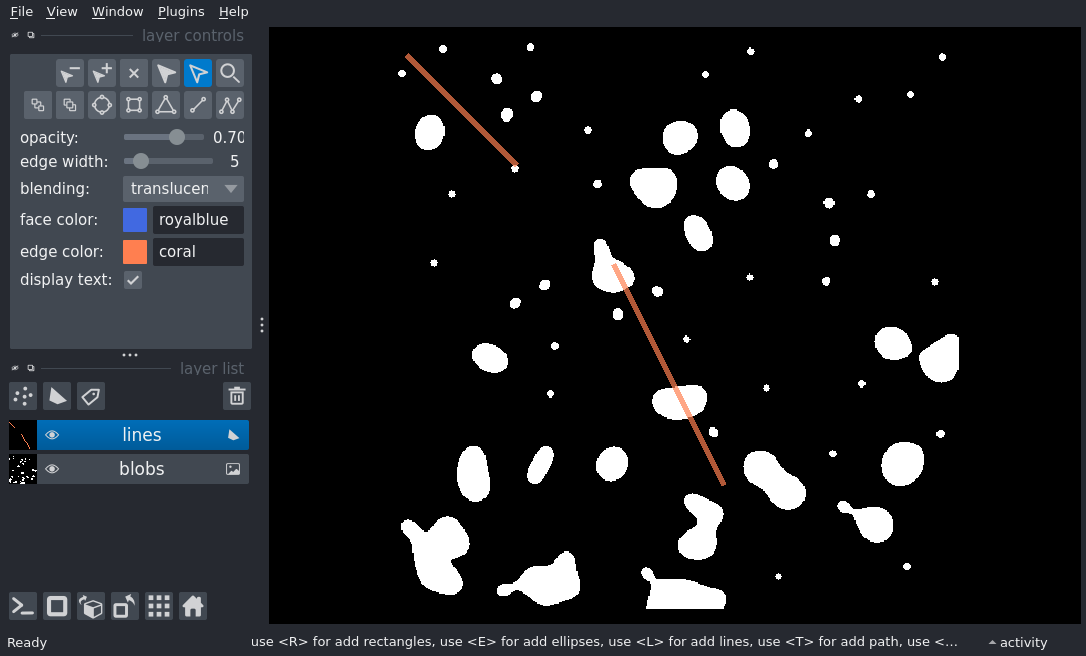 File View Window Plugins Help
layer controls
opacity: 0.70
edge width: 5
blending: translucen
face color: royalblue
edge color: coral
display text:
layer list
lines
blobs
Ready use <R> for add rectangles, use <E> for add ellipses, use <L> for add lines, use <T> for add path, use <... activity